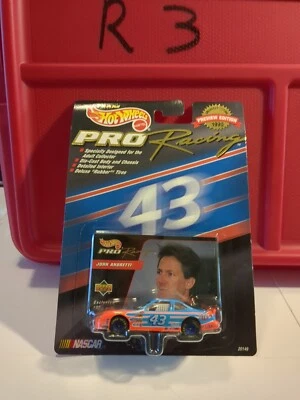 R 3
HOT WHEELS
PREMIER EDITION
PRO Racing
Specially Designed for the
Adult Collector
Die-Cast Body and Chassis
Detailed Interior
Deluxe "Rubber" Tires
43
PRO
JOHN ANDRETTI
43
NASCAR